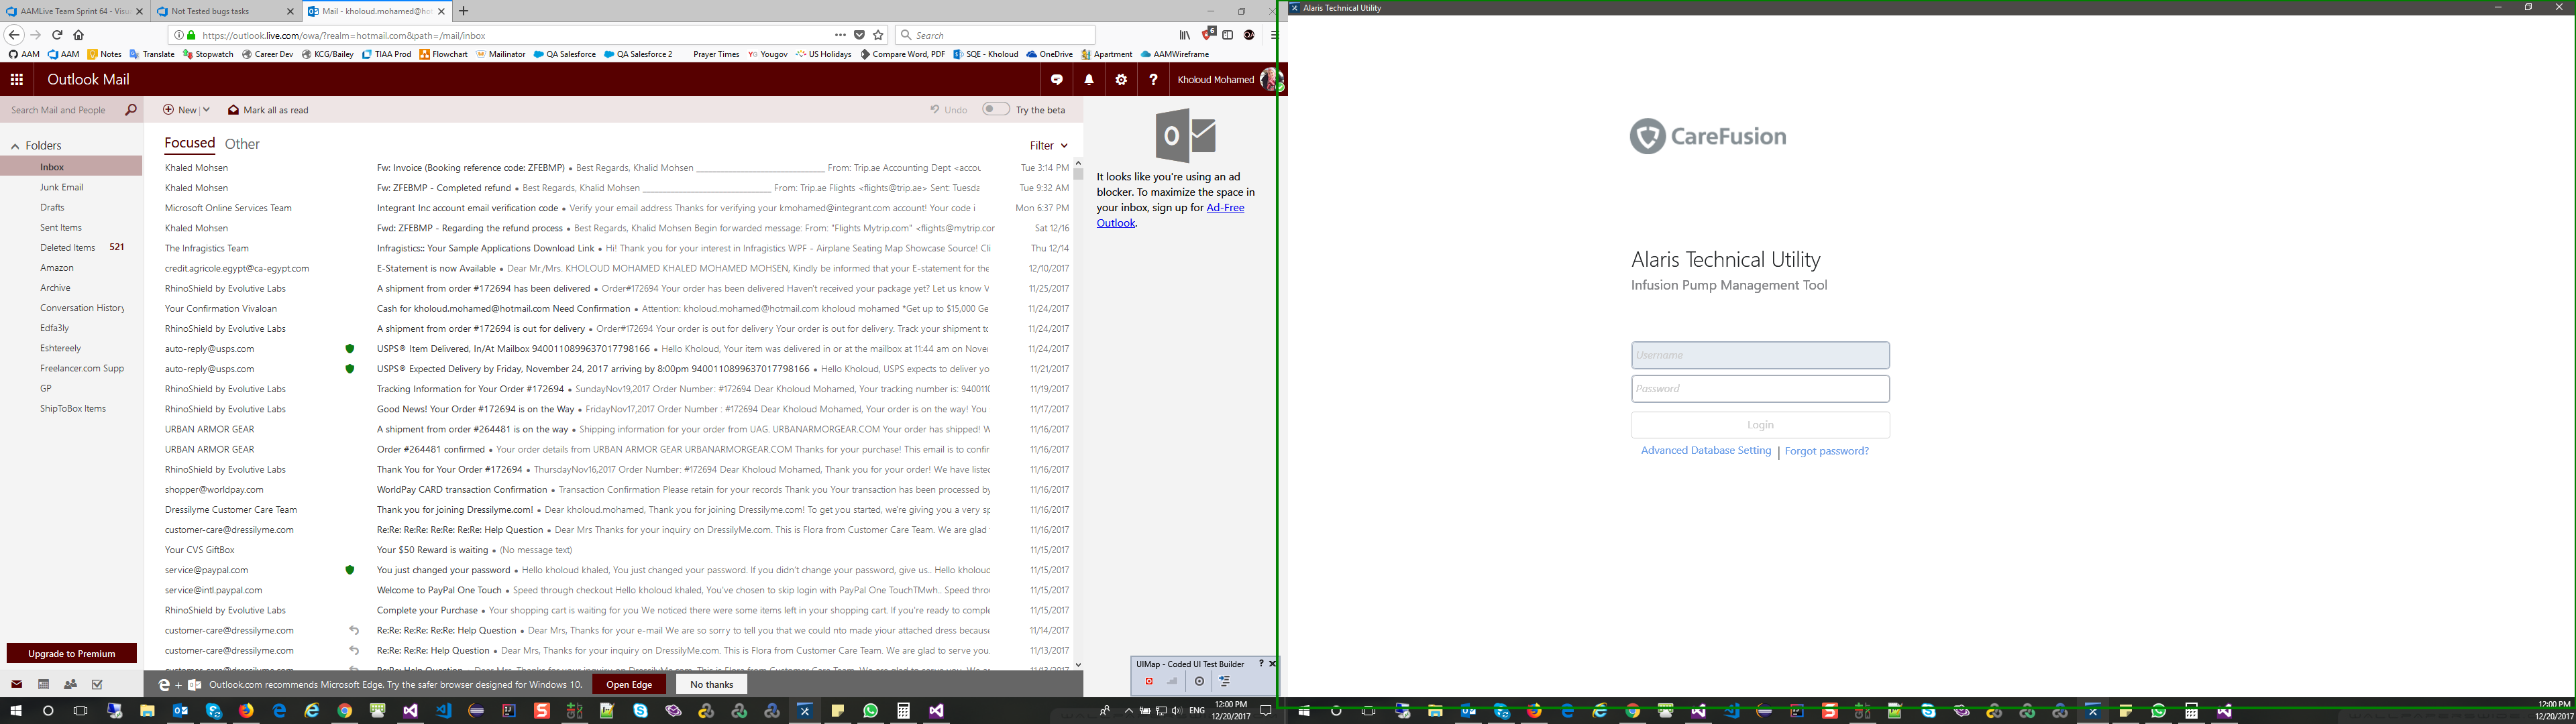 AAMLive Team Sprint 64 - Visu
Not Tested bugs tasks
Mail - kholoud.mohamed@ho
Alaris Technical Utility
https://outlook.live.com/owa/?realm=hotmail.com&path=/mail/inbox
Search
6
AAM
AAM
Notes
Translate
Stopwatch
Career Dev
KCG/Bailey
TIAA Prod
Flowchart
Mailinator
QA Salesforce
QA Salesforce 2
Prayer Times
YG Yougov
US Holidays
Compare Word, PDF
SQE - Kholoud
OneDrive
Apartment
AAMWireframe
Outlook Mail
Kholoud Mohamed
Search Mail and People
New
Mark all as read
Undo
Try the beta
Folders
Inbox
Junk Email
Drafts
Sent Items
Deleted Items 521
Amazon
Archive
Conversation History
Edfa3ly
Eshtereely
Freelancer.com Supp
GP
ShipToBox Items
Upgrade to Premium
Focused Other
Filter
Khaled Mohsen Fw: Invoice (Booking reference code: ZFEBMP) • Best Regards, Khalid Mohsen From: Trip.ae Accounting Dept <accou Tue 3:14 PM
Khaled Mohsen Fw: ZFEBMP - Completed refund • Best Regards, Khalid Mohsen From: Trip.ae Flights <flights@trip.ae> Sent: Tuesda Tue 9:32 AM
Microsoft Online Services Team Integrant Inc account email verification code • Verify your email address Thanks for verifying your kmohamed@integrant.com account! Your code i Mon 6:37 PM
Khaled Mohsen Fwd: ZFEBMP - Regarding the refund process • Best Regards, Khalid Mohsen Begin forwarded message: From: "Flights Mytrip.com" <flights@mytrip.cor Sat 12/16
The Infragistics Team Infragistics:: Your Sample Applications Download Link • Hi! Thank you for your interest in Infragistics WPF - Airplane Seating Map Showcase Source! Cli Thu 12/14
credit.agricole.egypt@ca-egypt.com E-Statement is now Available • Dear Mr./Mrs. KHOLOUD MOHAMED KHALED MOHAMED MOHSEN, Kindly be informed that your E-statement for the 12/10/2017
RhinoShield by Evolutive Labs A shipment from order #172694 has been delivered • Order#172694 Your order has been delivered Haven't received your package yet? Let us know V 11/25/2017
Your Confirmation Vivaloan Cash for kholoud.mohamed@hotmail.com Need Confirmation • Attention: kholoud.mohamed@hotmail.com kholoud mohamed *Get up to $15,000 Ge 11/24/2017
RhinoShield by Evolutive Labs A shipment from order #172694 is out for delivery • Order#172694 Your order is out for delivery Your order is out for delivery. Track your shipment to 11/24/2017
auto-reply@usps.com USPS® Item Delivered, In/At Mailbox 9400110899637017798166 • Hello Kholoud, Your item was delivered in or at the mailbox at 11:44 am on Noven 11/24/2017
auto-reply@usps.com USPS® Expected Delivery by Friday, November 24, 2017 arriving by 8:00pm 9400110899637017798166 • Hello Kholoud, USPS expects to deliver yo 11/21/2017
RhinoShield by Evolutive Labs Tracking Information for Your Order #172694 • SundayNov19,2017 Order Number: #172694 Dear Kholoud Mohamed, Your tracking number is: 9400110 11/19/2017
RhinoShield by Evolutive Labs Good News! Your Order #172694 is on the Way • FridayNov17,2017 Order Number : #172694 Dear Kholoud Mohamed, Your order is on the way! You 11/17/2017
URBAN ARMOR GEAR A shipment from order #264481 is on the way • Shipping information for your order from UAG. URBANARMORGEAR.COM Your order has shipped! W 11/16/2017
URBAN ARMOR GEAR Order #264481 confirmed • Your order details from URBAN ARMOR GEAR URBANARMORGEAR.COM Thanks for your purchase! This email is to confir 11/16/2017
RhinoShield by Evolutive Labs Thank You for Your Order #172694 • ThursdayNov16,2017 Order Number: #172694 Dear Kholoud Mohamed, Thank you for your order! We have listed 11/16/2017
shopper@worldpay.com WorldPay CARD transaction Confirmation • Transaction Confirmation Please retain for your records Thank you Your transaction has been processed by 11/16/2017
Dressilyme Customer Care Team Thank you for joining Dressilyme.com! • Dear kholoud.mohamed, Thank you for joining Dressilyme.com! To get you started, we're giving you a very sp 11/16/2017
customer-care@dressilyme.com Re:Re: Re:Re: Re:Re: Help Question • Dear Mrs Thanks for your inquiry on DressilyMe.com. This is Flora from Customer Care Team. We are glad 11/16/2017
Your CVS GiftBox Your $50 Reward is waiting • (No message text) 11/15/2017
service@paypal.com You just changed your password • Hello kholoud khaled, You just changed your password. If you didn't change your password, give us.. Hello kholoud 11/15/2017
service@intl.paypal.com Welcome to PayPal One Touch • Speed through checkout Hello kholoud khaled, You've chosen to skip login with PayPal One TouchTMwh.. Speed throu 11/15/2017
RhinoShield by Evolutive Labs Complete your Purchase • Your shopping cart is waiting for you We noticed there were some items left in your shopping cart. If you're ready to comple 11/15/2017
customer-care@dressilyme.com Re:Re: Re:Re: Re:Re: Help Question • Dear Mrs, Thanks for your e-mail We are so sorry to tell you that we could nto made yiour attached dress because 11/14/2017
customer-care@dressilyme.com Re:Re: Re:Re: Help Question • Dear Mrs, Thanks for your inquiry on DressilyMe.com. This is Flora from Customer Care Team. We are glad to serve you. 11/13/2017
Outlook.com recommends Microsoft Edge. Try the safer browser designed for Windows 10.
Open Edge
No thanks
It looks like you're using an ad
blocker. To maximize the space in
your inbox, sign up for Ad-Free
Outlook.
UIMap - Coded UI Test Builder
ENG
12:00 PM
12/20/2017
CareFusion
Alaris Technical Utility
Infusion Pump Management Tool
Username
Password
Login
Advanced Database Setting | Forgot password?
12:00 PM
12/20/2017